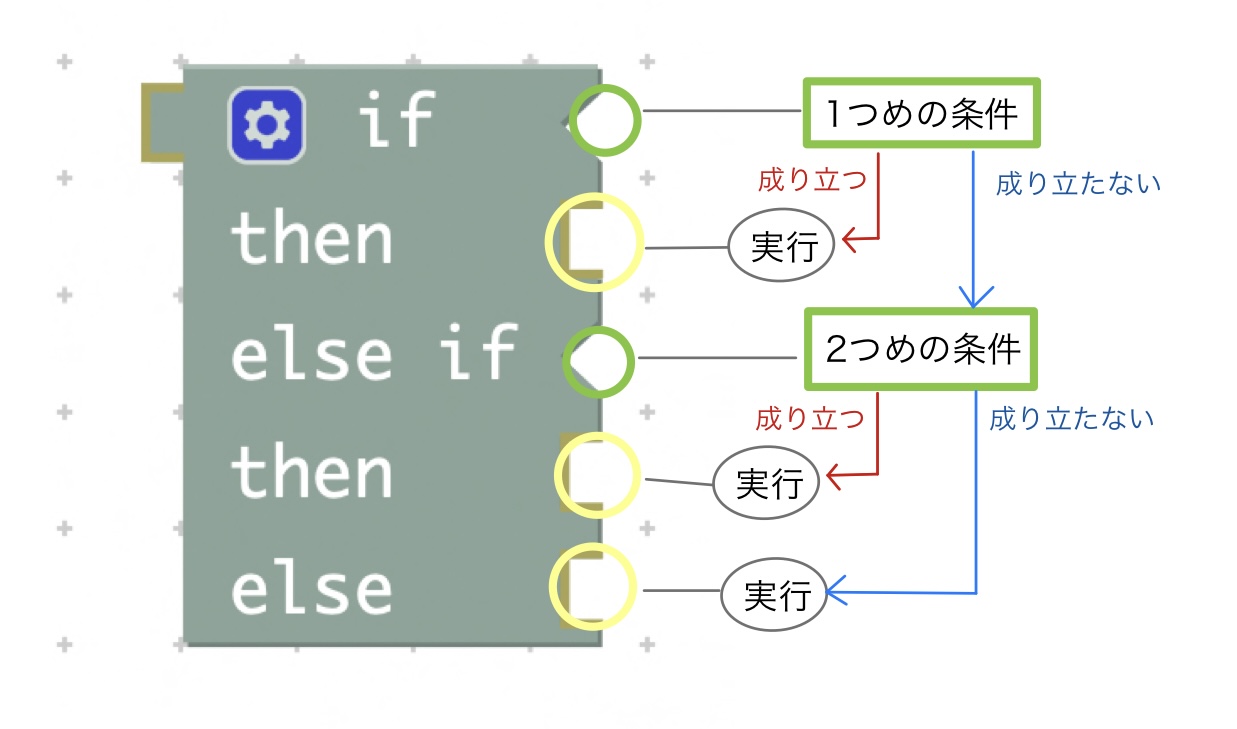 if
1つめの条件
成り立つ
成り立たない
then
実行
else if
2つめの条件
成り立つ
成り立たない
then
実行
else
実行